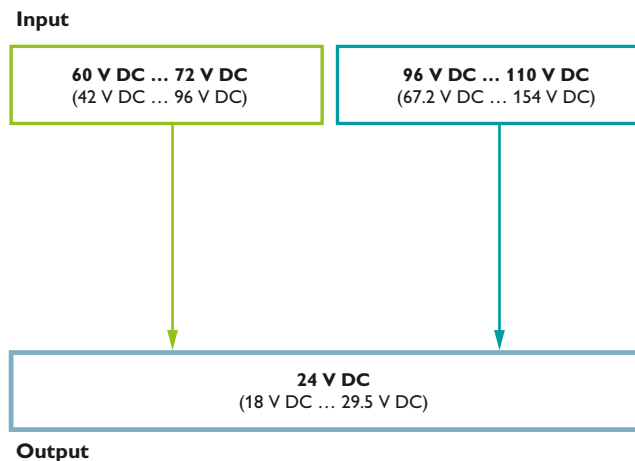 Input
60 V DC … 72 V DC
(42 V DC … 96 V DC)
96 V DC … 110 V DC
(67.2 V DC … 154 V DC)
24 V DC
(18 V DC … 29.5 V DC)
Output